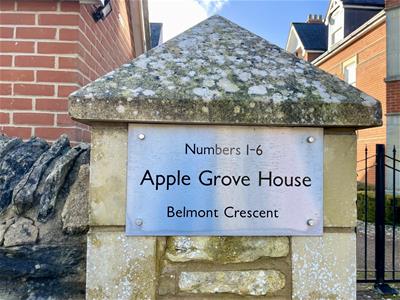 Numbers 1-6
Apple Grove House
Belmont Crescent